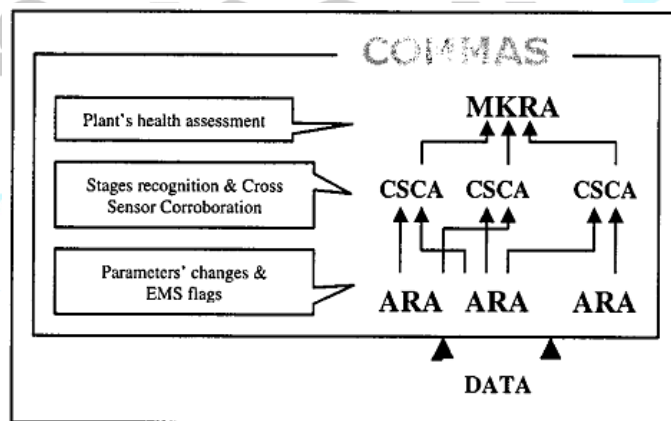 COMMAS
Plant's health assessment
MKRA
Stages recognition & Cross
Sensor Corroboration
CSCA CSCA CSCA
Parameters' changes &
EMS flags
ARA ARA ARA
DATA